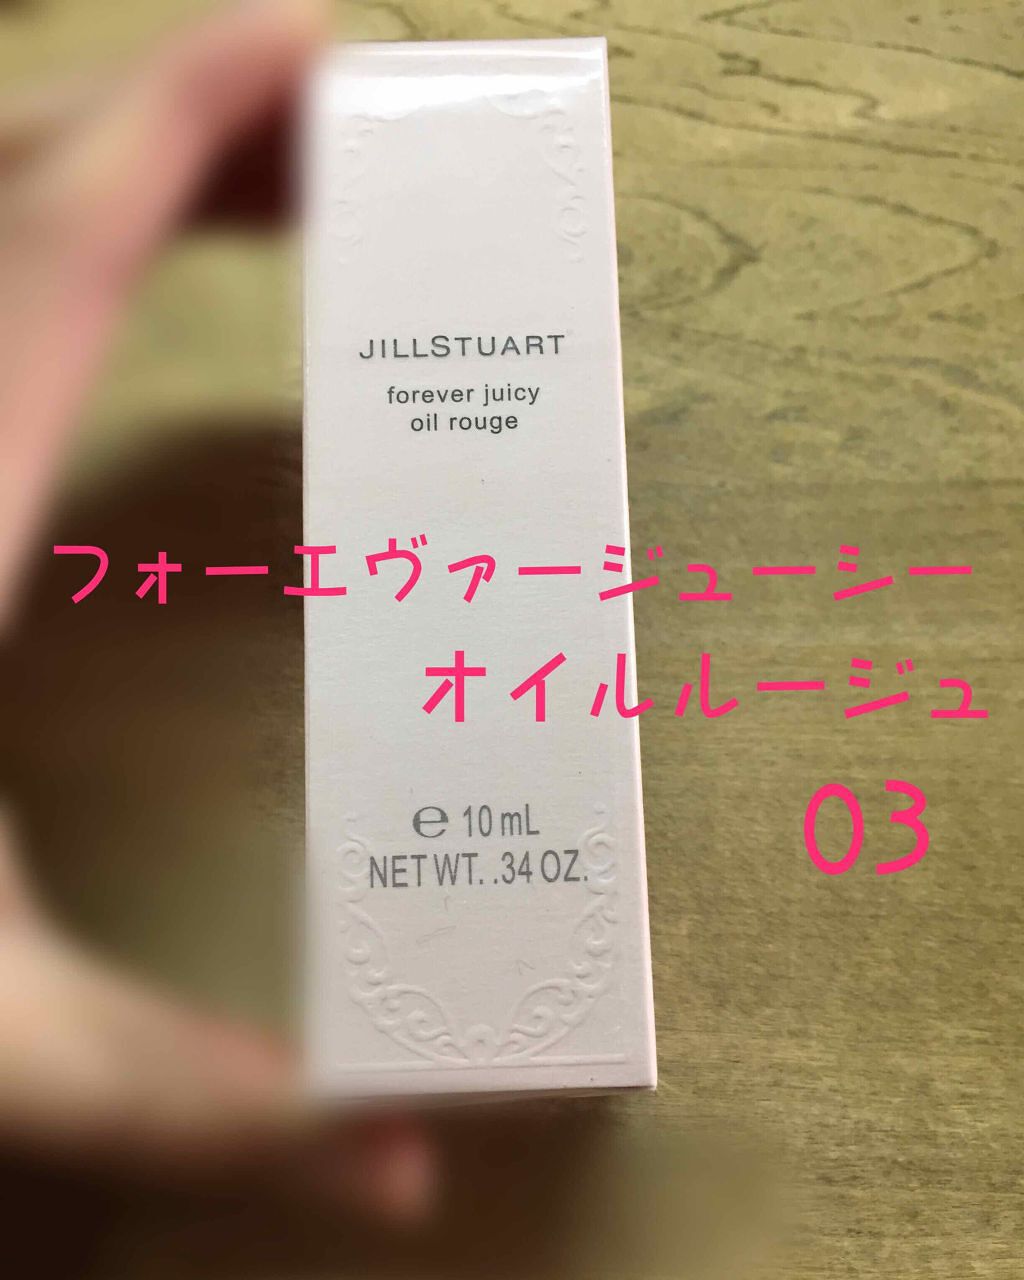 JILLSTUART
forever juicy
oil rouge
フォーエヴァージューシー
オイルルージュ
03
℮ 10 mL
NET WT. .34 OZ.